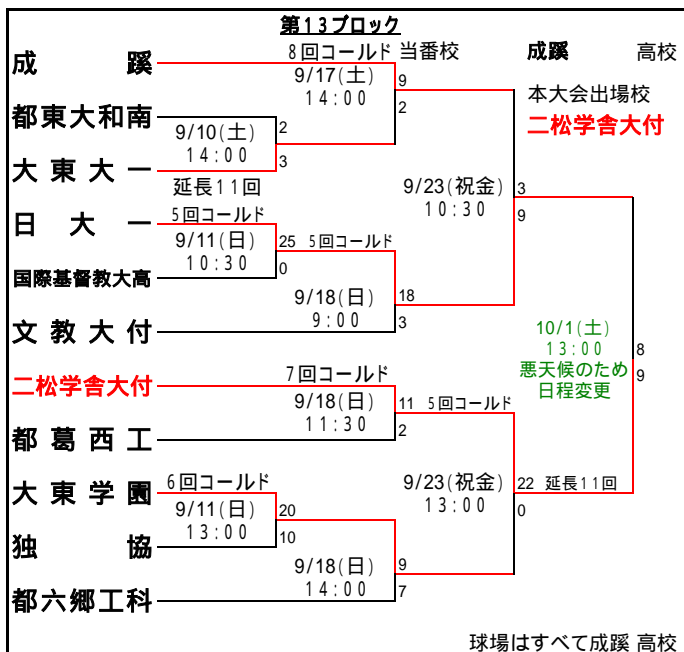 第13ブロック
8回コールド 当番校 成蹊 高校
成蹊
9/17(土)
14:00
9
2
本大会出場校
二松学舎大付
都東大和南
9/10(土)
14:00
2
3
大東大一
延長11回
9/23(祝金)
10:30
3
9
日大一
5回コールド
9/11(日)
10:30
25 5回コールド
0
国際基督教大高
9/18(日)
9:00
18
3
文教大付
10/1(土)
13:00
悪天候のため
日程変更
8
9
二松学舎大付
7回コールド
9/18(日)
11:30
11 5回コールド
2
都葛西工
大東学園
6回コールド
9/11(日)
13:00
20
10
9/23(祝金)
13:00
22 延長11回
0
独協
9/18(日)
14:00
9
7
都六郷工科
球場はすべて成蹊 高校